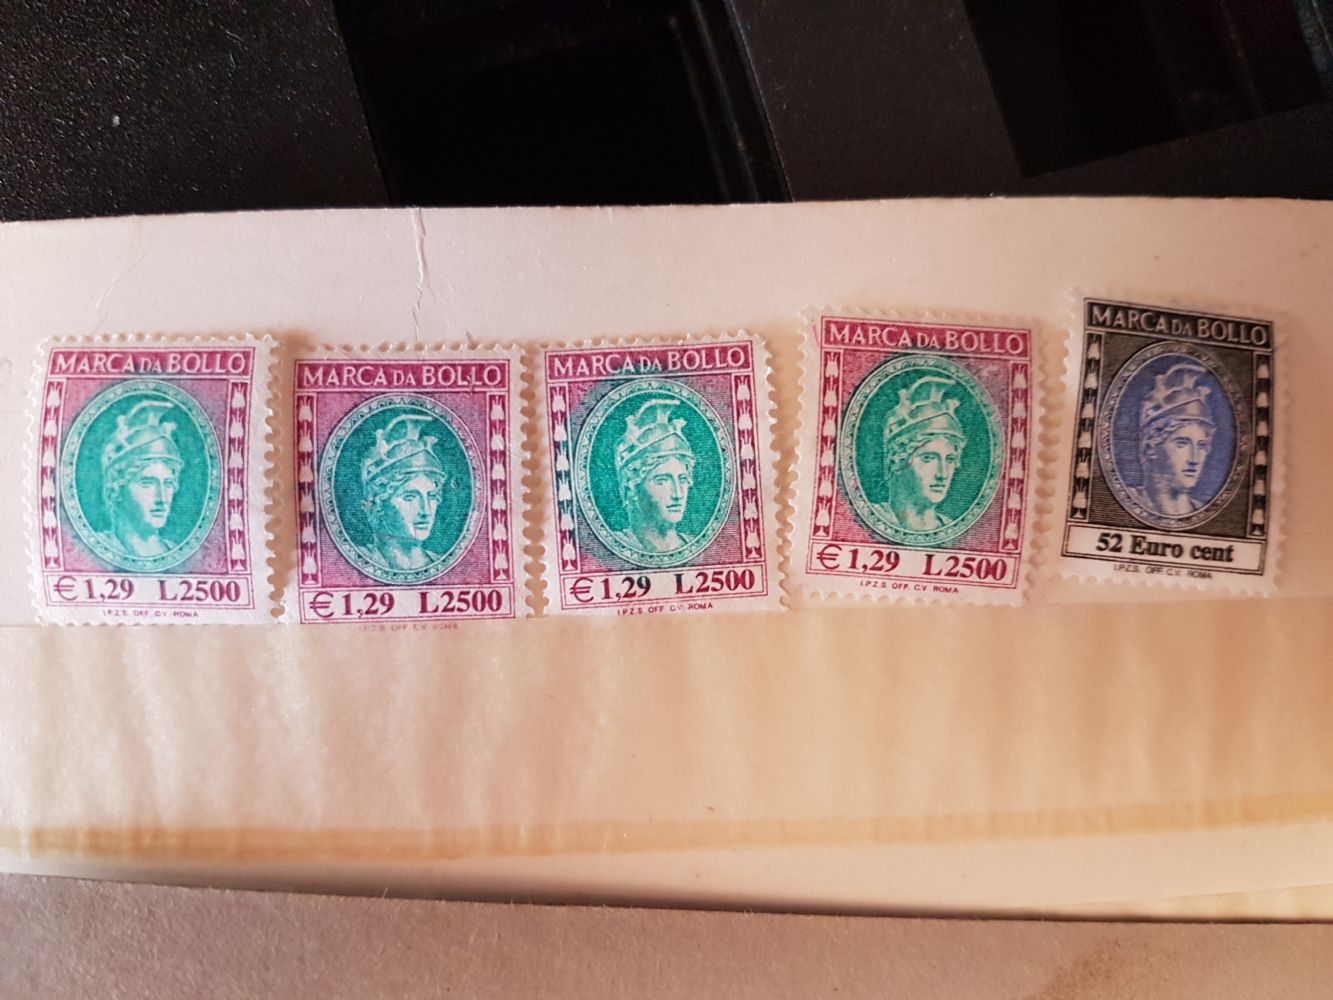 MARCA DA BOLLO
€ 1,29 L2500
I.P.Z.S. OFF. C.V. ROMA
MARCA DA BOLLO
€ 1,29 L2500
I.P.Z.S. OFF. C.V. ROMA
MARCA DA BOLLO
€ 1,29 L2500
I.P.Z.S. OFF. C.V. ROMA
MARCA DA BOLLO
€ 1,29 L2500
I.P.Z.S. OFF. C.V. ROMA
MARCA DA BOLLO
52 Euro cent
I.P.Z.S. OFF. C.V. ROMA